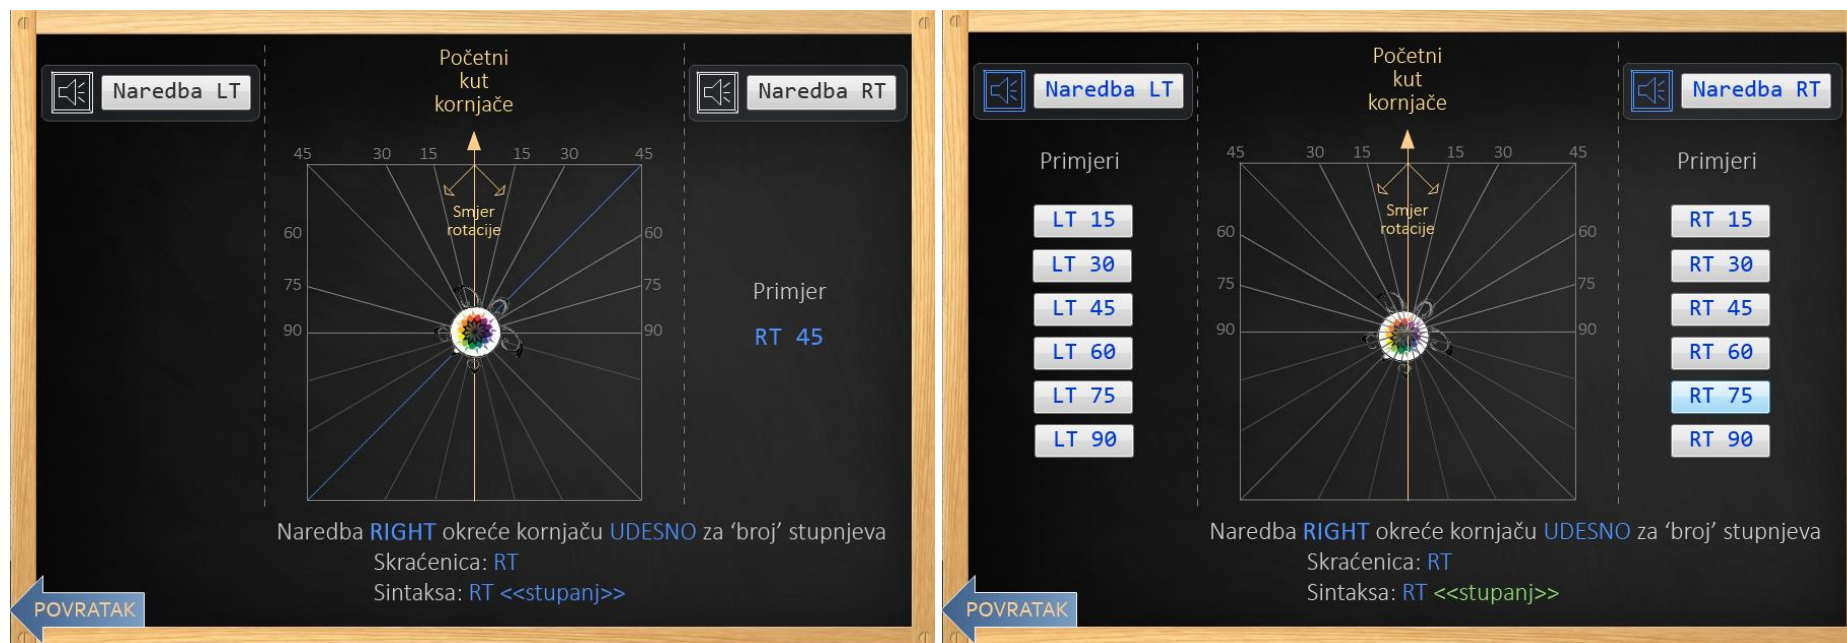 Naredba LT
Početni
kut
kornjače
Naredba RT
45 30 15 15 30 45
Smjer
rotacije
60 60
75 75
90 90
Primjer
RT 45
Naredba RIGHT okreće kornjaču UDESNO za ‘broj’ stupnjeva
Skraćenica: RT
Sintaksa: RT <<stupanj>>
POVRATAK
Naredba LT
Početni
kut
kornjače
Naredba RT
Primjeri
LT 15
LT 30
LT 45
LT 60
LT 75
LT 90
45 30 15 15 30 45
Smjer
rotacije
60 60
75 75
90 90
Primjeri
RT 15
RT 30
RT 45
RT 60
RT 75
RT 90
Naredba RIGHT okreće kornjaču UDESNO za ‘broj’ stupnjeva
Skraćenica: RT
Sintaksa: RT <<stupanj>>
POVRATAK